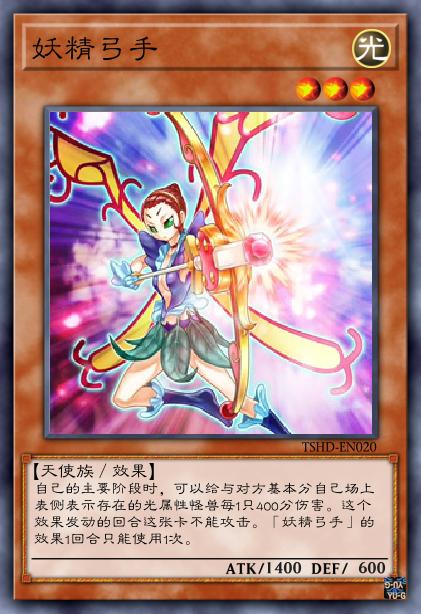 妖精弓手
光
TSHD-EN020
【天使族／效果】
自己的主要阶段时，可以给与对方基本分自己场上
表侧表示存在的光属性怪兽每1只400分伤害。这个
效果发动的回合这张卡不能攻击。「妖精弓手」的
效果1回合只能使用1次。
ATK/1400 DEF/ 600